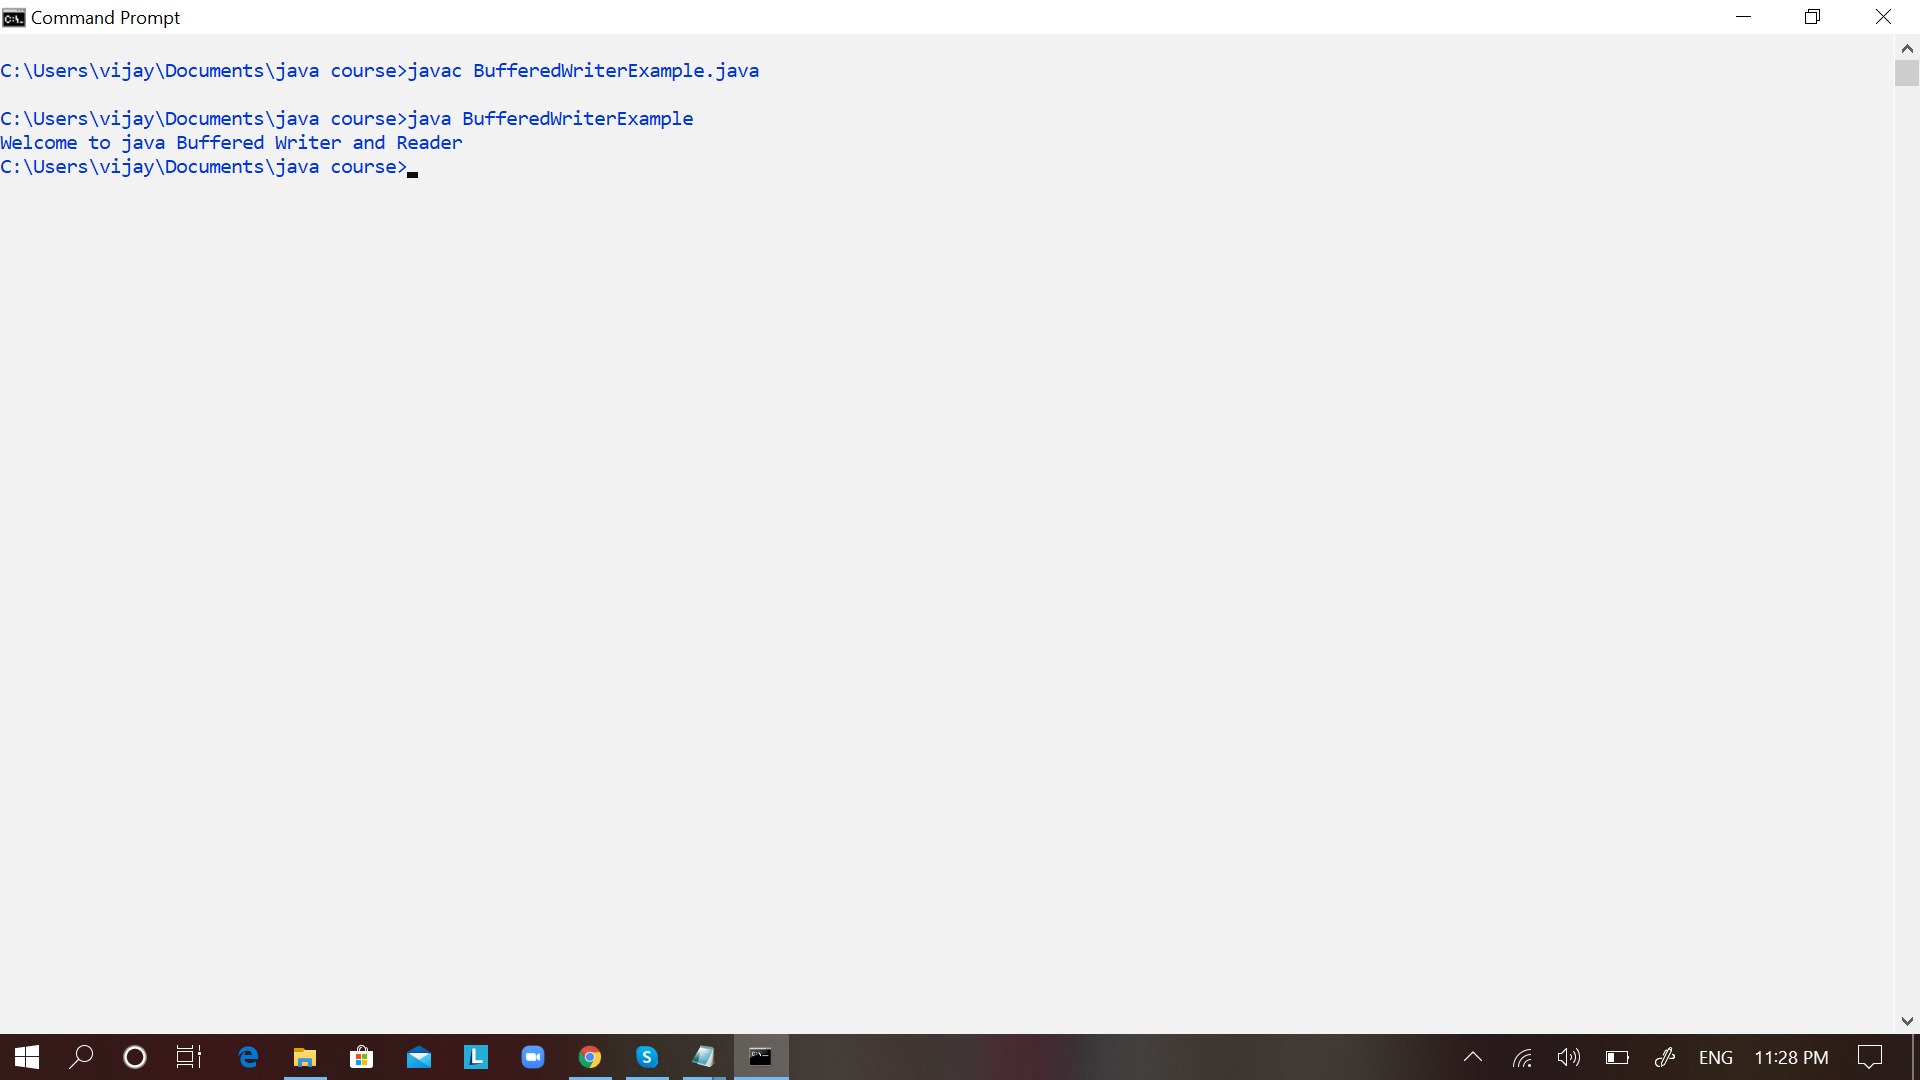 Command Prompt
C:\Users\vijay\Documents\java course>javac BufferedWriterExample.java
C:\Users\vijay\Documents\java course>java BufferedWriterExample
Welcome to java Buffered Writer and Reader
C:\Users\vijay\Documents\java course>
ENG 11:28 PM